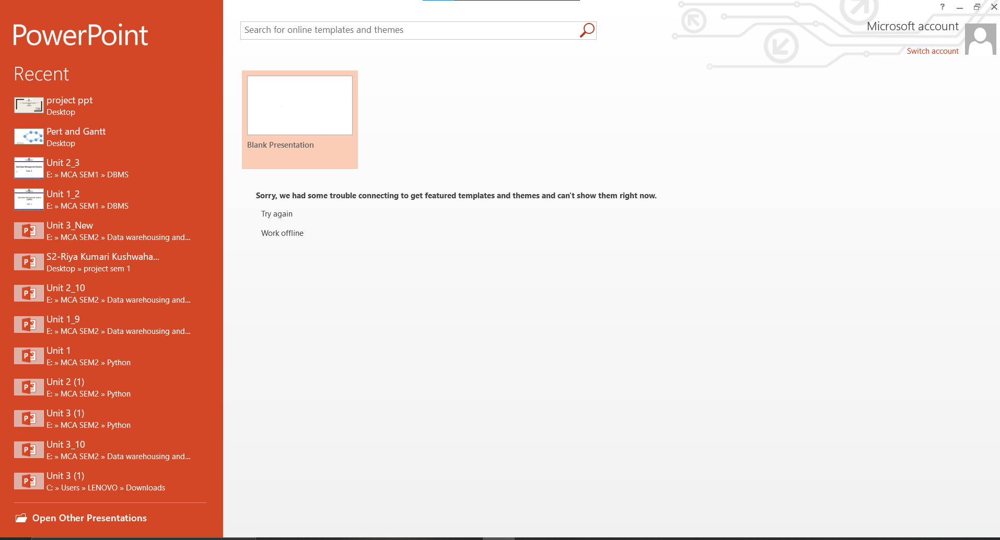 PowerPoint
Recent
project ppt
Desktop
Pert and Gantt
Desktop
Unit 2_3
E: » MCA SEM1 » DBMS
Unit 1_2
E: » MCA SEM1 » DBMS
Unit 3_New
E: » MCA SEM2 » Data warehousing and...
S2-Riya Kumari Kushwaha...
Desktop » project sem 1
Unit 2_10
E: » MCA SEM2 » Data warehousing and...
Unit 1_9
E: » MCA SEM2 » Data warehousing and...
Unit 1
E: » MCA SEM2 » Python
Unit 2 (1)
E: » MCA SEM2 » Python
Unit 3 (1)
E: » MCA SEM2 » Python
Unit 3_10
E: » MCA SEM2 » Data warehousing and...
Unit 3 (1)
C: » Users » LENOVO » Downloads
Open Other Presentations
?
Search for online templates and themes
Microsoft account
Switch account
Blank Presentation
Sorry, we had some trouble connecting to get featured templates and themes and can't show them right now.
Try again
Work offline